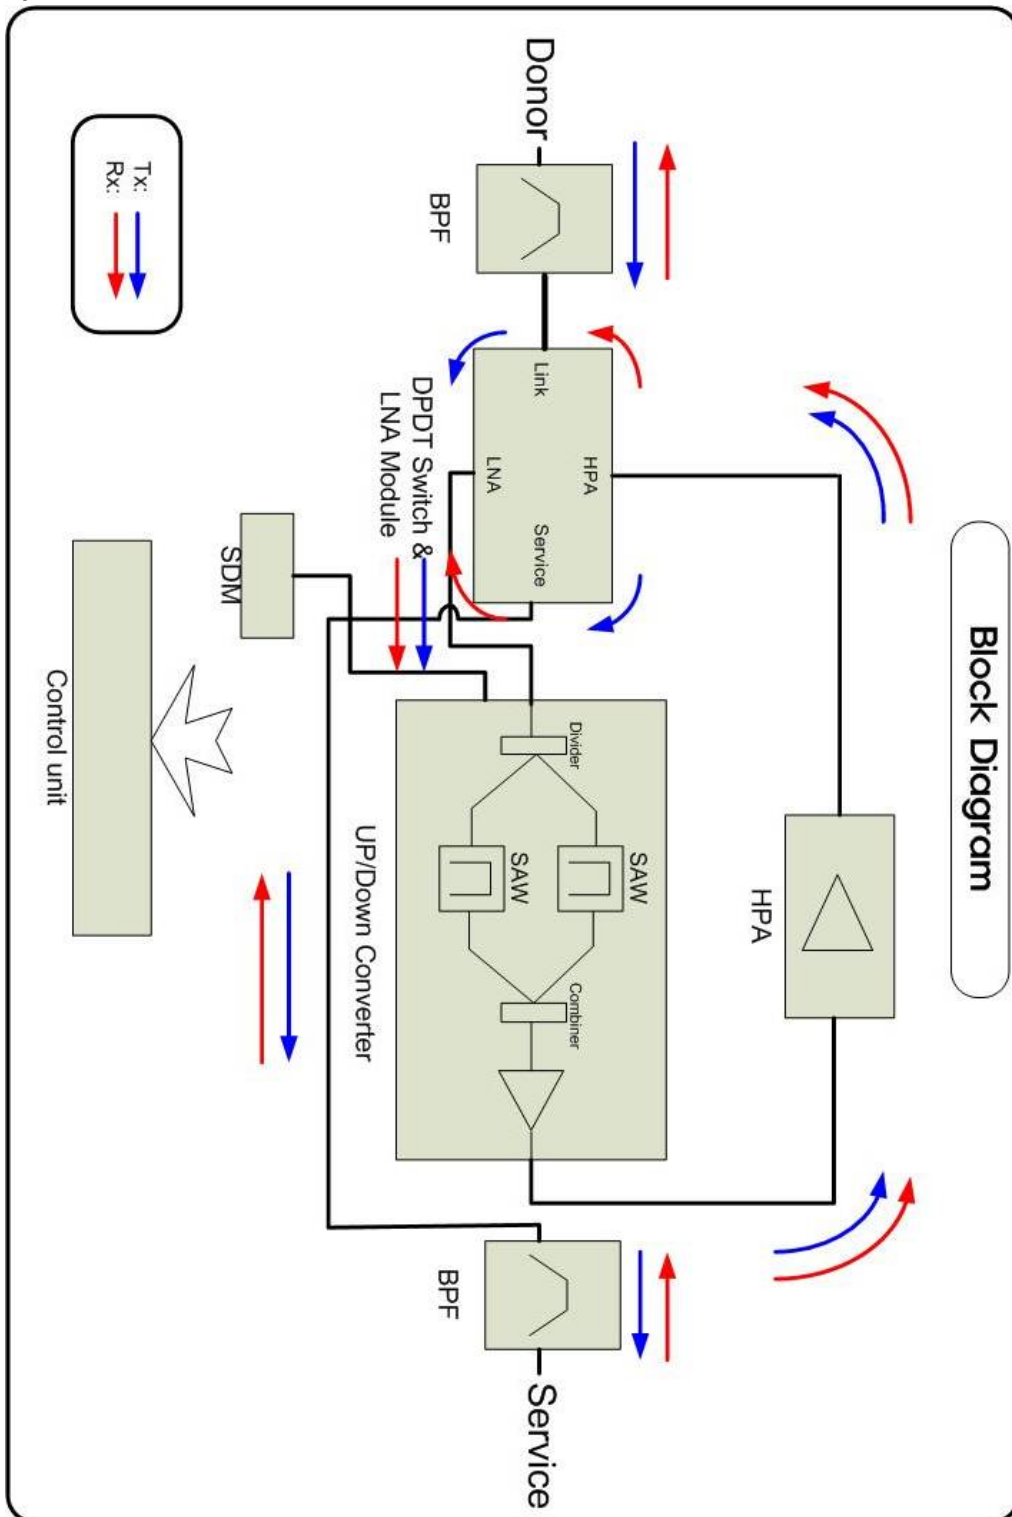 Block Diagram
HPA
Donor
BPF
Link
HPA
LNA
Service
DPDT Switch &
LNA Module
Divider
SAW
SAW
Combiner
UP/Down Converter
BPF
Service
SDM
Control unit
Tx:
Rx: